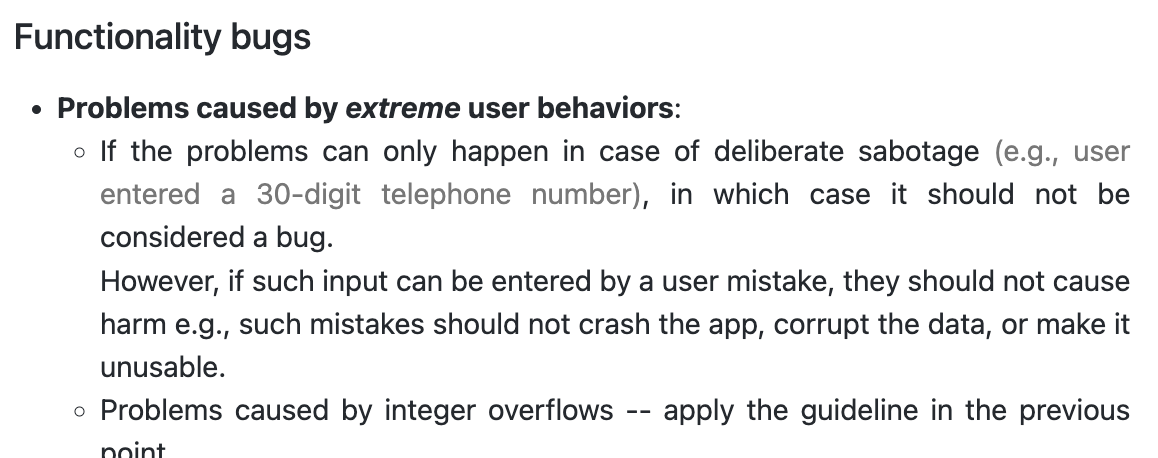 Functionality bugs
• Problems caused by extreme user behaviors:
○ If the problems can only happen in case of deliberate sabotage (e.g., user
entered a 30-digit telephone number), in which case it should not be
considered a bug.
However, if such input can be entered by a user mistake, they should not cause
harm e.g., such mistakes should not crash the app, corrupt the data, or make it
unusable.
○ Problems caused by integer overflows -- apply the guideline in the previous
point